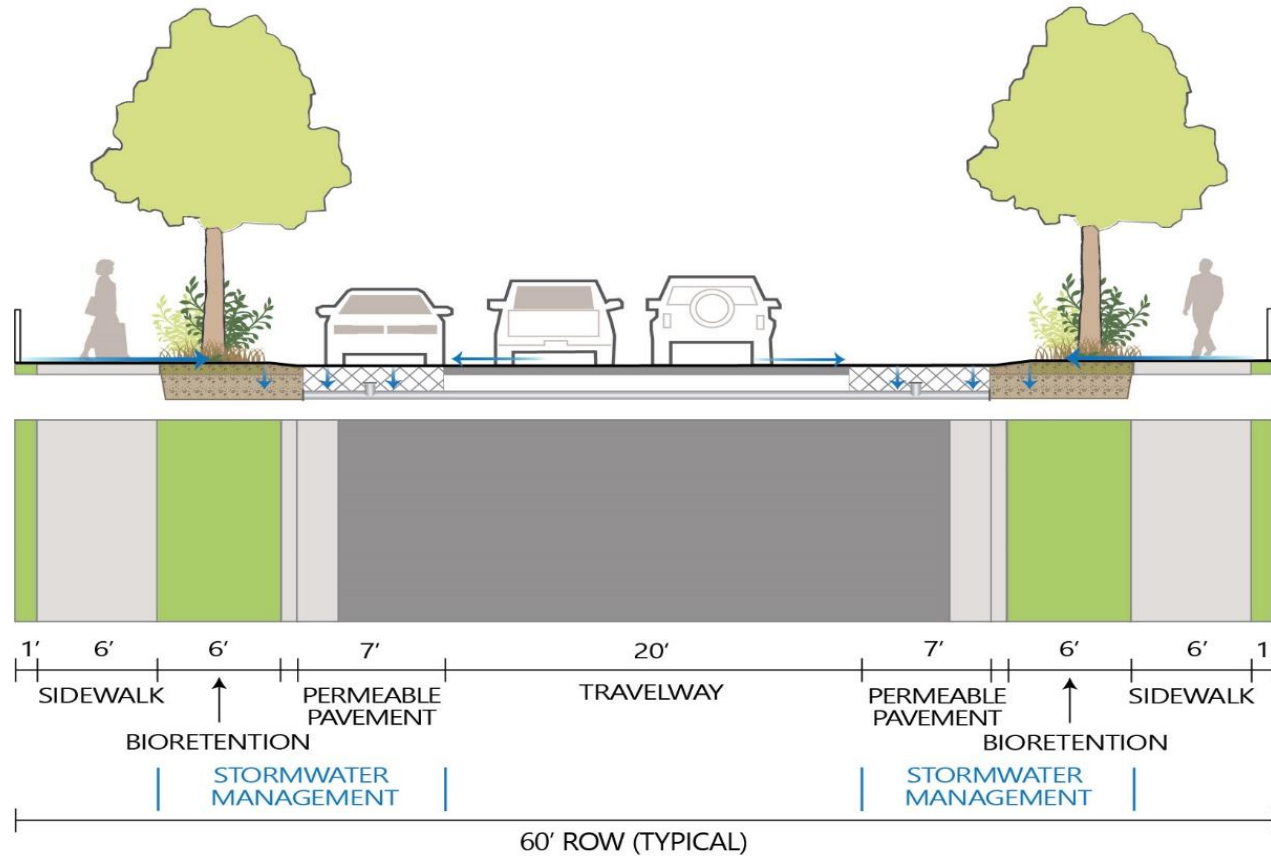 1' 6' 6' 7' 20' 7' 6' 6' 1
SIDEWALK PERMEABLE TRAVELWAY PERMEABLE SIDEWALK
PAVEMENT PAVEMENT
BIORETENTION BIORETENTION
STORMWATER STORMWATER
MANAGEMENT MANAGEMENT
60' ROW (TYPICAL)